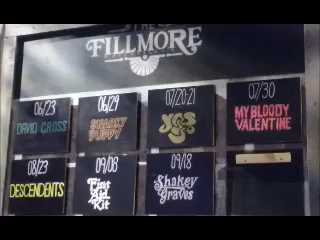 THE
FILLMORE
06/23
DAVID CROSS
06/29
SNARKY
PUPPY
07/20-21
YES
07/30
MY BLOODY
VALENTINE
08/23
DESCENDENTS
09/08
First
Aid
Kit
09/18
Shakey
Graves